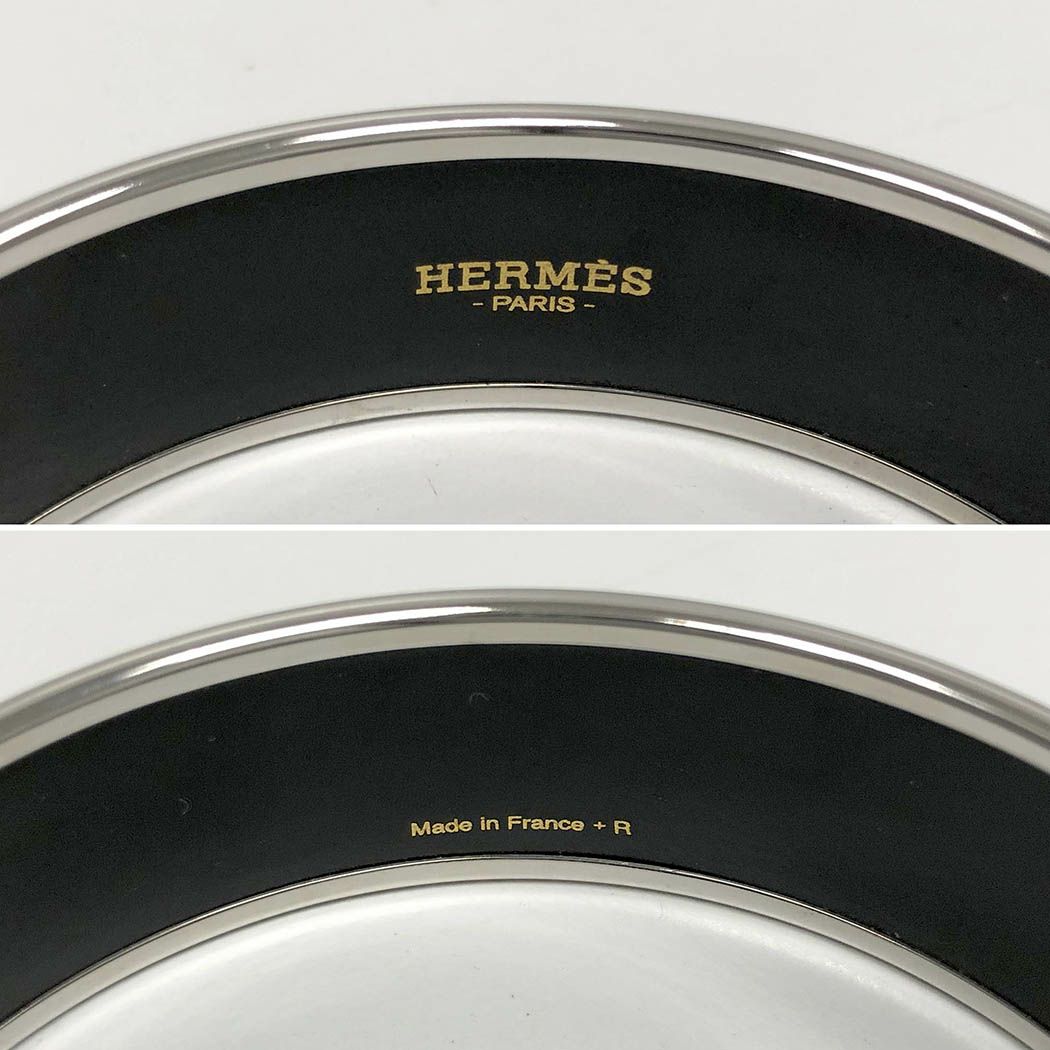 HERMÈS
- PARIS -
Made in France + R